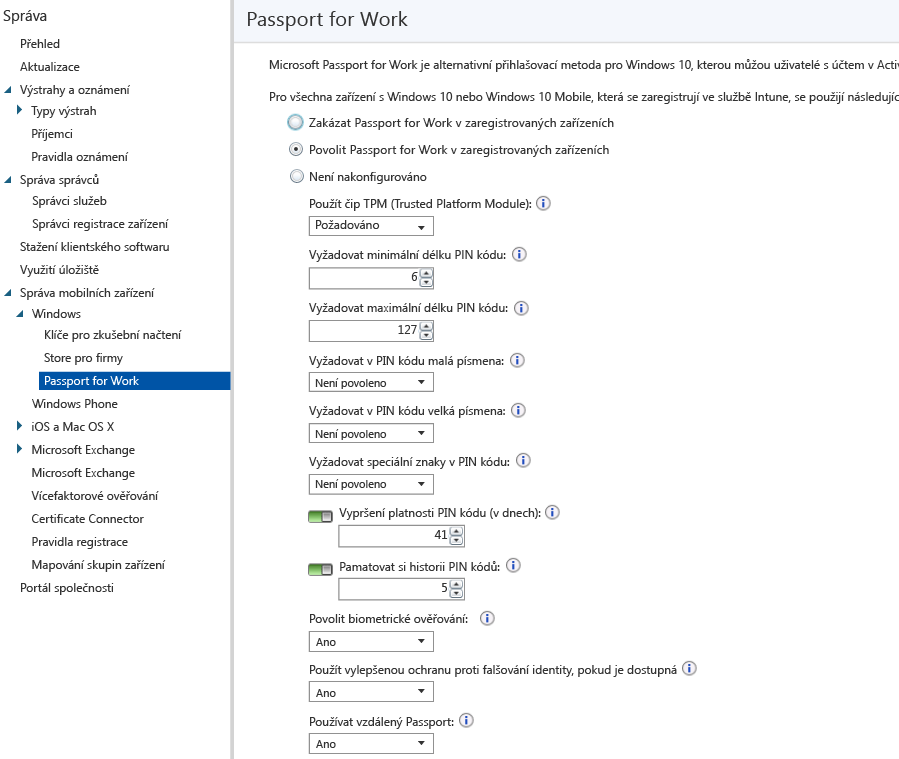 Správa
Přehled
Aktualizace
Výstrahy a oznámení
Typy výstrah
Příjemci
Pravidla oznámení
Správa správců
Správci služeb
Správci registrace zařízení
Stažení klientského softwaru
Využití úložiště
Správa mobilních zařízení
Windows
Klíče pro zkušební načtení
Store pro firmy
Passport for Work
Windows Phone
iOS a Mac OS X
Microsoft Exchange
Microsoft Exchange
Vícefaktorové ověřování
Certificate Connector
Pravidla registrace
Mapování skupin zařízení
Portál společnosti
Passport for Work
Microsoft Passport for Work je alternativní přihlašovací metoda pro Windows 10, kterou můžou uživatelé s účtem v Activ
Pro všechna zařízení s Windows 10 nebo Windows 10 Mobile, která se zaregistrují ve službě Intune, se použijí následujíc
Zakázat Passport for Work v zaregistrovaných zařízeních
Povolit Passport for Work v zaregistrovaných zařízeních
Není nakonfigurováno
Použít čip TPM (Trusted Platform Module):
Požadováno
Vyžadovat minimální délku PIN kódu:
6
Vyžadovat maximální délku PIN kódu:
127
Vyžadovat v PIN kódu malá písmena:
Není povoleno
Vyžadovat v PIN kódu velká písmena:
Není povoleno
Vyžadovat speciální znaky v PIN kódu:
Není povoleno
Vypršení platnosti PIN kódu (v dnech):
41
Pamatovat si historii PIN kódů:
5
Povolit biometrické ověřování:
Ano
Použít vylepšenou ochranu proti falšování identity, pokud je dostupná
Ano
Používat vzdálený Passport:
Ano